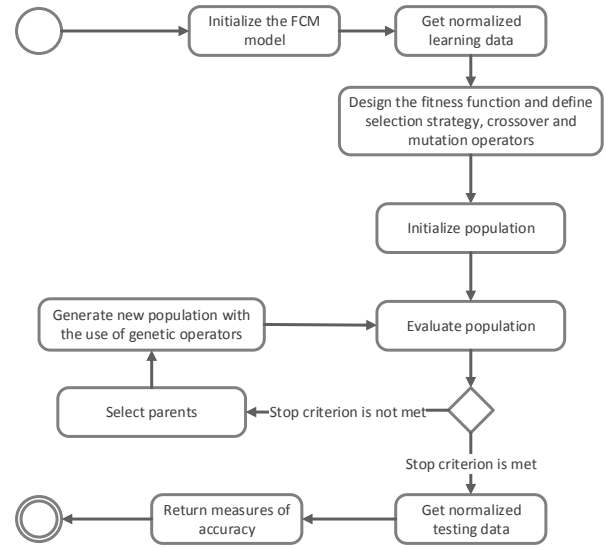 Initialize the FCM
model
Get normalized
learning data
Design the fitness function and define
selection strategy, crossover and
mutation operators
Initialize population
Generate new population with
the use of genetic operators
Evaluate population
Select parents
Stop criterion is not met
Stop criterion is met
Return measures of
accuracy
Get normalized
testing data